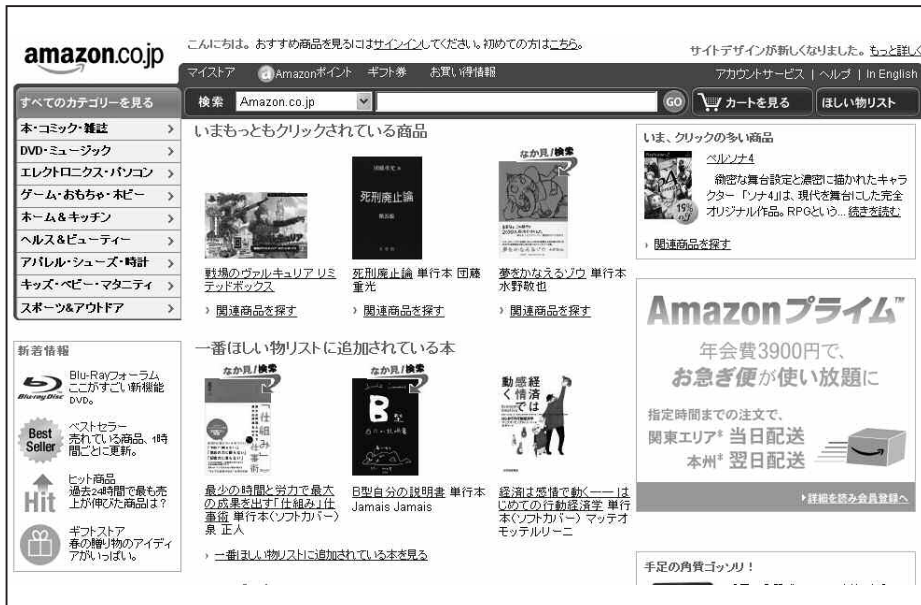 amazon.co.jp
こんにちは。おすすめ商品を見るにはサインインしてください。初めての方はこちら。
サイトデザインが新しくなりました。もっと詳しく
マイストア
Amazonポイント
ギフト券
お買い得情報
アカウントサービス | ヘルプ | In English
すべてのカテゴリーを見る
検索
Amazon.co.jp
GO
カートを見る
ほしい物リスト
本・コミック・雑誌
DVD・ミュージック
エレクトロニクス・パソコン
ゲーム・おもちゃ・ホビー
ホーム&キッチン
ヘルス&ビューティー
アパレル・シューズ・時計
キッズ・ベビー・マタニティ
スポーツ&アウトドア
新着情報
Blu-ray Disc
Blu-Rayフォーラム
ここがすごい新機能
DVD。
Best
Seller
ベストセラー
売れている商品、1時
間ごとに更新。
Hit
ヒット商品
過去24時間で最も売
上が伸びた商品は?
ギフトストア
春の贈り物のアイディ
アがいっぱい。
いまもっともクリックされている商品
死刑廃止論
なか見!検索
戦場のヴァルキュリア リミ
テッドボックス
関連商品を探す
死刑廃止論 単行本 団藤
重光
関連商品を探す
夢をかなえるゾウ 単行本
水野敬也
関連商品を探す
一番ほしい物リストに追加されている本
なか見!検索
「仕組み」仕事術
なか見!検索
Jamais Jamais
B型
自分の説明書
経済は感情で動く
最少の時間と労力で最大
の成果を出す「仕組み」仕
事術 単行本(ソフトカバー)
泉 正人
B型自分の説明書 単行本
Jamais Jamais
経済は感情で動く―― は
じめての行動経済学 単行
本(ソフトカバー) マッテオ
モッテルリーニ
一番ほしい物リストに追加されている本を見る
いま、クリックの多い商品
ペルソナ4
緻密な舞台設定と濃密に描かれたキャラ
クター「ソナ4』は、現代を舞台にした完全
オリジナル作品。RPGという... 続きを読む
19%
関連商品を探す
Amazonプライム™
年会費3900円で、
お急ぎ便が使い放題に
指定時間までの注文で、
関東エリア* 当日配送
本州* 翌日配送
詳細を読み会員登録へ
手足の角質ゴッソリ!